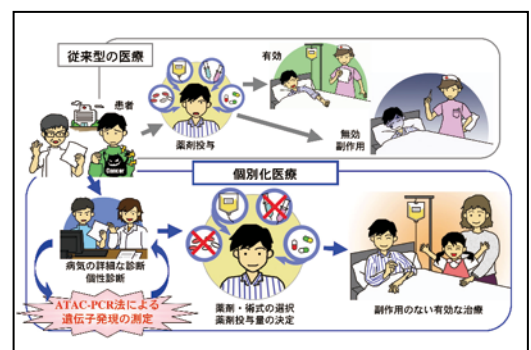 従来型の医療
患者
Cancer
薬剤投与
有効
無効
副作用
個別化医療
病気の詳細な診断
個性診断
ATAC-PCR法による
遺伝子発現の測定
薬剤・術式の選択
薬剤投与量の決定
副作用のない有効な治療